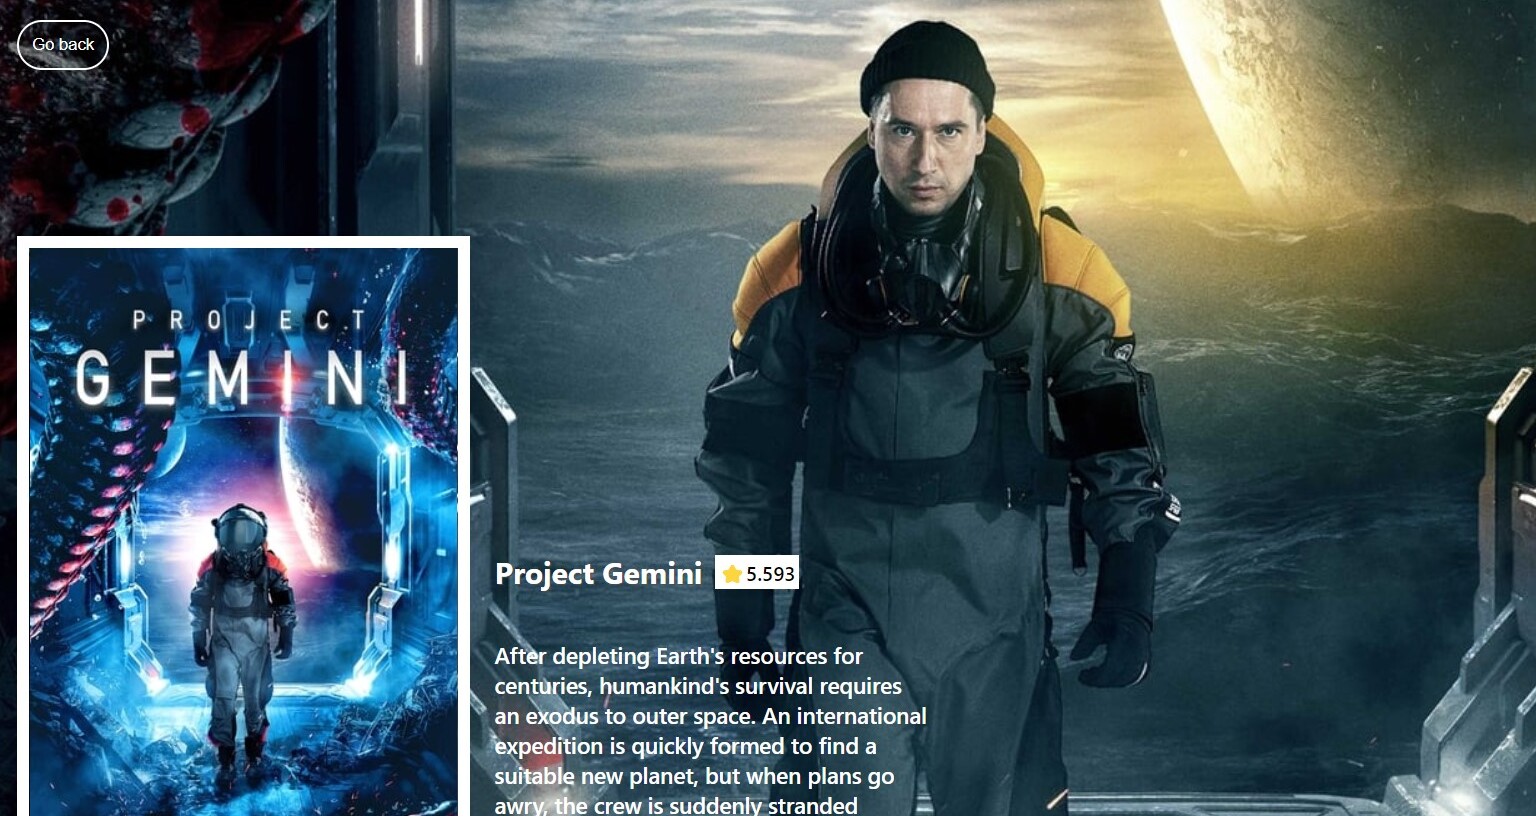 Go back
PROJECT
GEMINI
Project Gemini 5.593
After depleting Earth's resources for
centuries, humankind's survival requires
an exodus to outer space. An international
expedition is quickly formed to find a
suitable new planet, but when plans go
awry, the crew is suddenly stranded